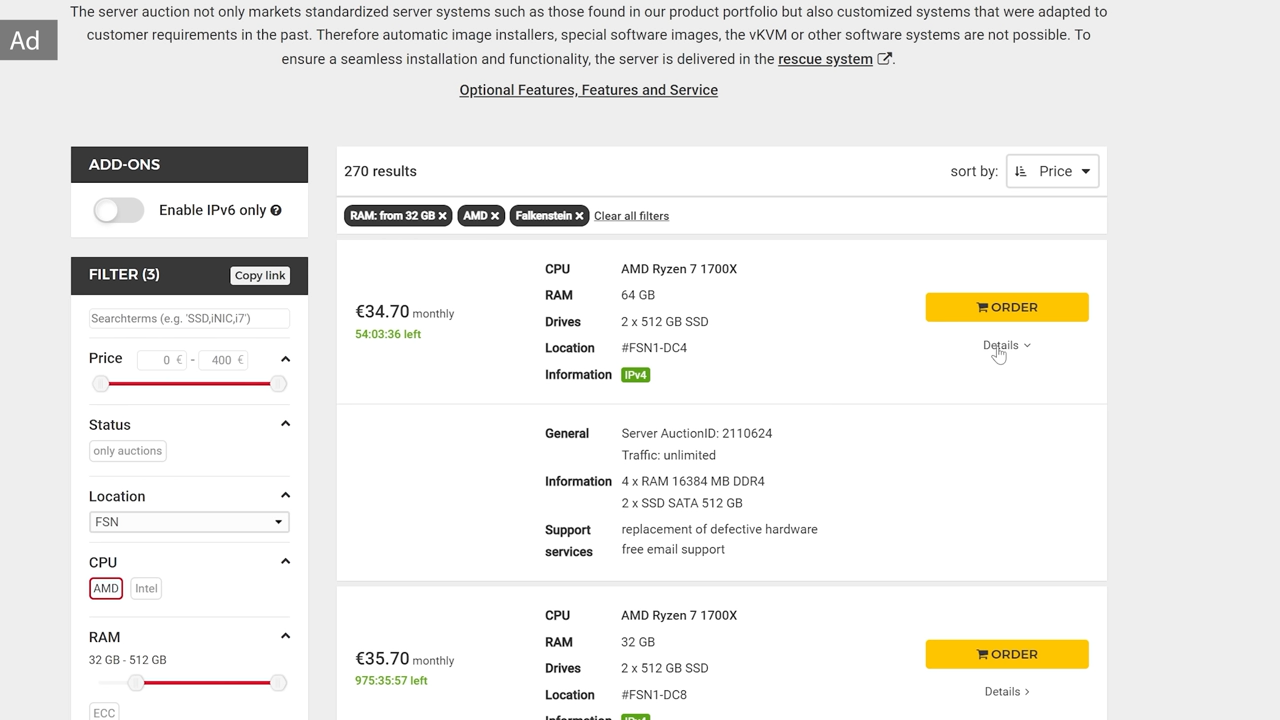 The server auction not only markets standardized server systems such as those found in our product portfolio but also customized systems that were adapted to
Ad
customer requirements in the past. Therefore automatic image installers, special software images, the vKVM or other software systems are not possible. To
ensure a seamless installation and functionality, the server is delivered in the rescue system.
Optional Features, Features and Service
ADD-ONS
Enable IPv6 only
FILTER (3) Copy link
Searchterms (e.g. 'SSD,iNIC,i7')
Price 0 € - 400 €
Status
only auctions
Location
FSN
CPU
AMD Intel
RAM
32 GB - 512 GB
ECC
270 results sort by: Price
RAM: from 32 GB AMD Falkenstein Clear all filters
€34.70 monthly
54:03:36 left
CPU AMD Ryzen 7 1700X
RAM 64 GB
Drives 2 x 512 GB SSD
Location #FSN1-DC4
Information IPv4
ORDER
Details
General Server AuctionID: 2110624
Traffic: unlimited
Information 4 x RAM 16384 MB DDR4
2 x SSD SATA 512 GB
Support services replacement of defective hardware
free email support
€35.70 monthly
975:35:57 left
CPU AMD Ryzen 7 1700X
RAM 32 GB
Drives 2 x 512 GB SSD
Location #FSN1-DC8
Information IPv4
ORDER
Details